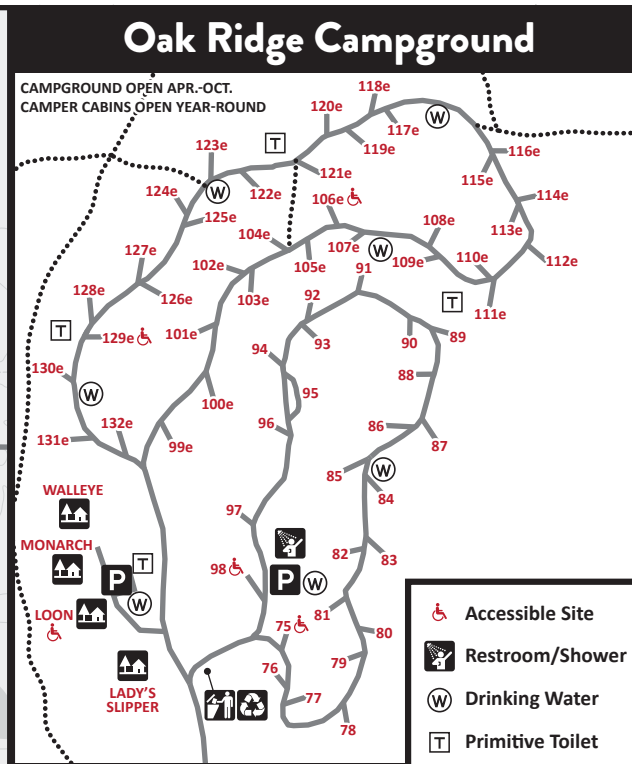 Oak Ridge Campground
CAMPGROUND OPEN APR.-OCT.
CAMPER CABINS OPEN YEAR-ROUND
118e
120e
117e
W
123e
T
119e
116e
121e
115e
124e
W
122e
106e
114e
125e
104e
108e
113e
107e
W
127e
102e
105e
109e
110e
112e
128e
126e
103e
91
92
T
111e
T
129e
101e
93
90
89
130e
94
88
W
95
100e
132e
96
86
131e
99e
87
85
W
WALLEYE
84
97
MONARCH
82
83
P
T
98
P
W
LOON
W
81
75
80
LADY'S
SLIPPER
76
79
77
78
Accessible Site
Restroom/Shower
W
Drinking Water
T
Primitive Toilet